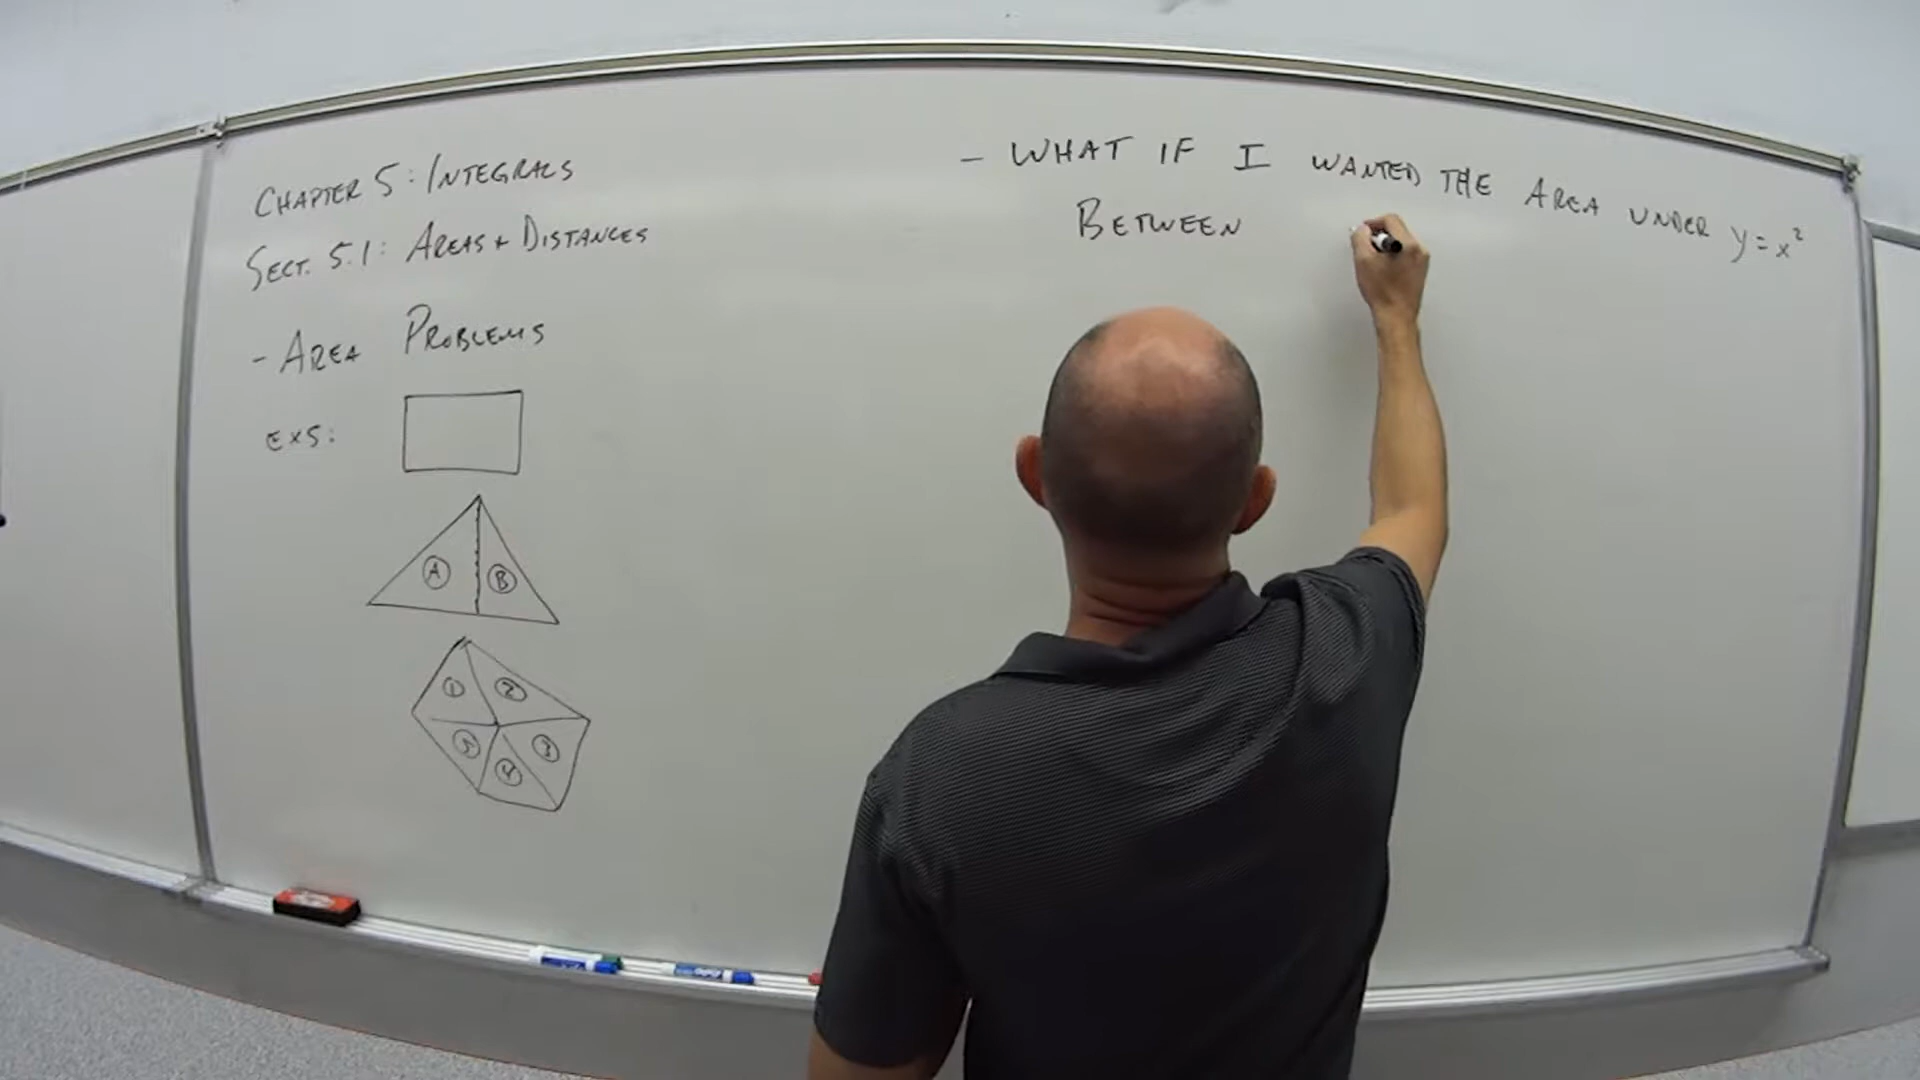 CHAPTER 5: INTEGRALS
SECT. 5.1: AREAS + DISTANCES
- AREA PROBLEMS
EXS:
A B
1 2
5 3
4
- WHAT IF I WANTED THE AREA UNDER y = x²
BETWEEN